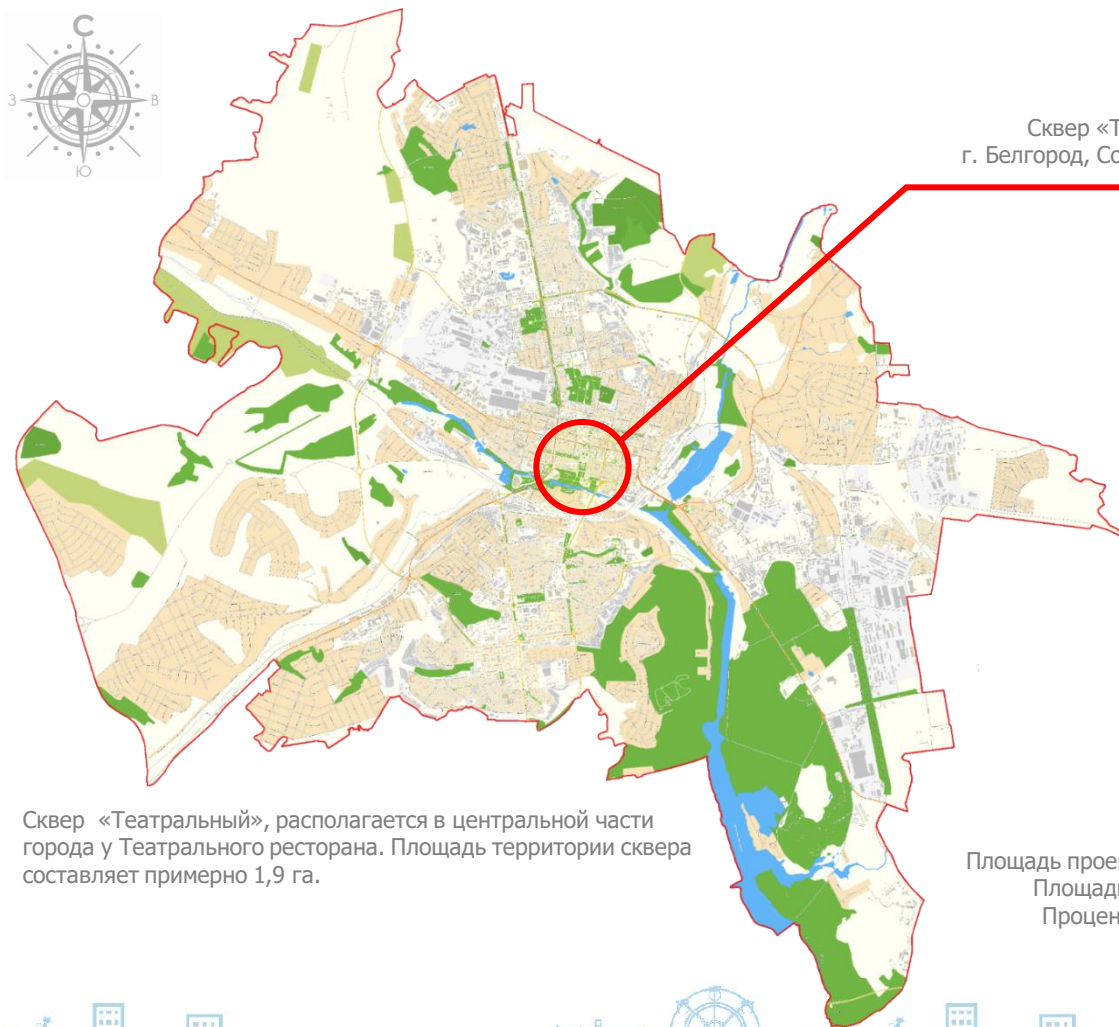 С
З
В
Ю
Сквер «Т
г. Белгород, Со
Сквер «Театральный», располагается в центральной части
города у Театрального ресторана. Площадь территории сквера
составляет примерно 1,9 га.
Площадь прое
Площад
Процен